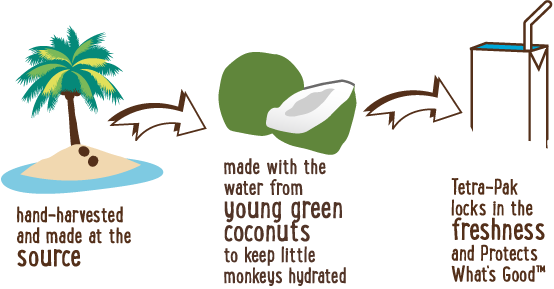 hand-harvested
and made at the
source
made with the
water from
young green
coconuts
to keep little
monkeys hydrated
Tetra-Pak
locks in the
freshness
and Protects
What's Good™